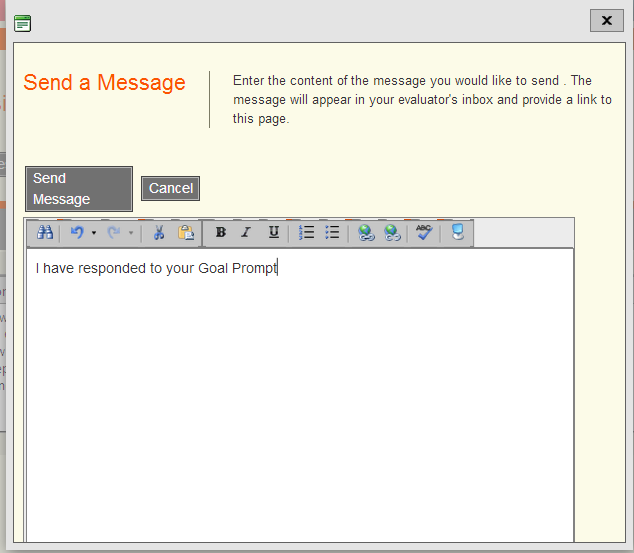 Send a Message
Enter the content of the message you would like to send . The
message will appear in your evaluator's inbox and provide a link to
this page.
Send
Message
Cancel
B I U
ABC
I have responded to your Goal Prompt